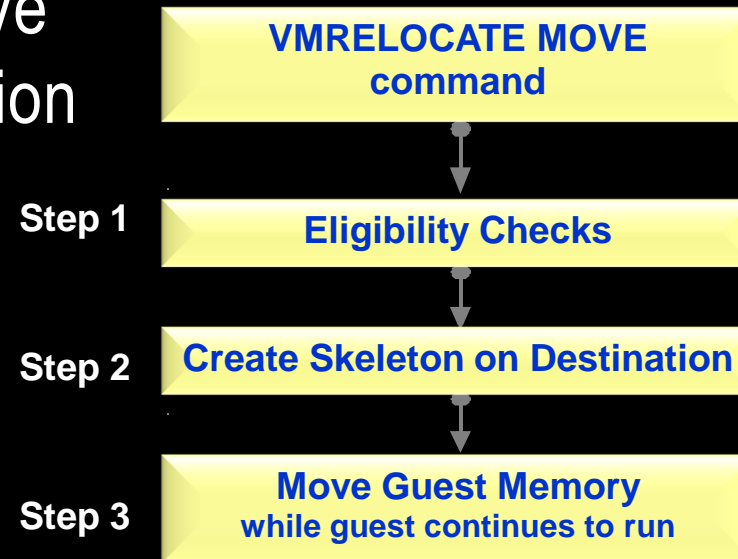 ve
ion
VMRELOCATE MOVE
command
Step 1
Eligibility Checks
Step 2
Create Skeleton on Destination
Step 3
Move Guest Memory
while guest continues to run